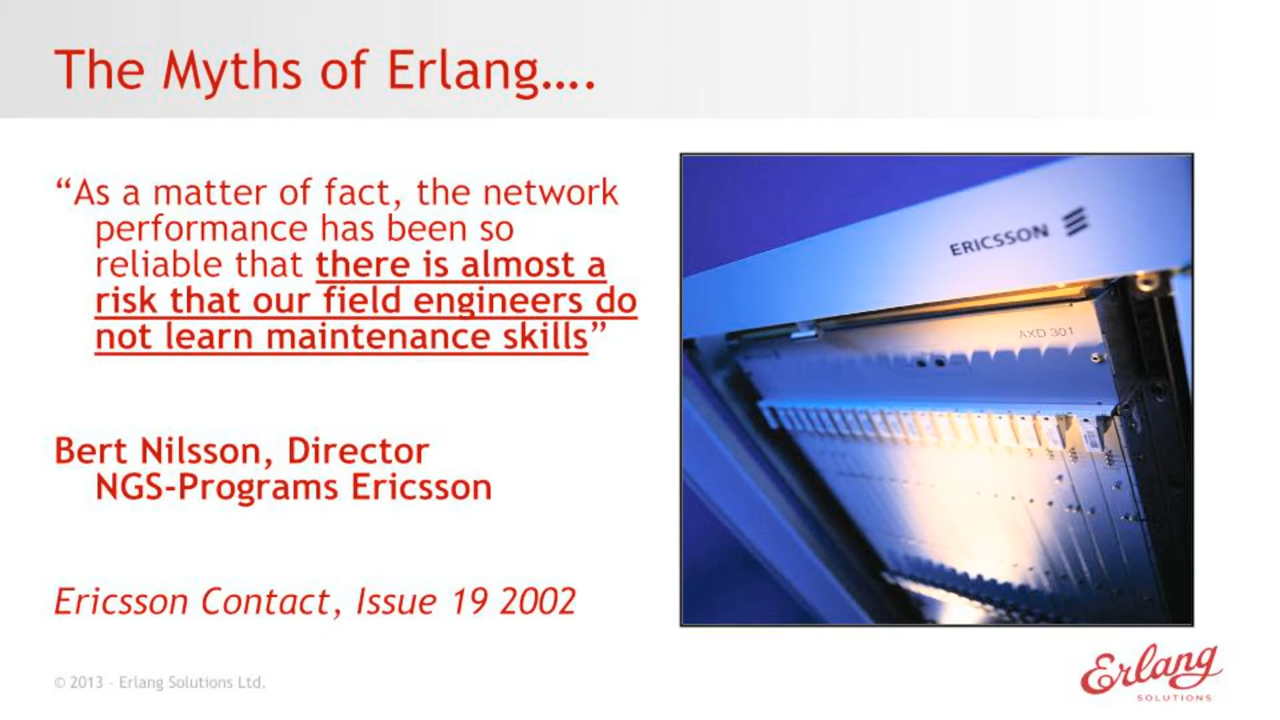 The Myths of Erlang….
“As a matter of fact, the network
performance has been so
reliable that there is almost a
risk that our field engineers do
not learn maintenance skills”
Bert Nilsson, Director
NGS-Programs Ericsson
Ericsson Contact, Issue 19 2002
ERICSSON
AXD 301
© 2013 – Erlang Solutions Ltd.
Erlang
SOLUTIONS